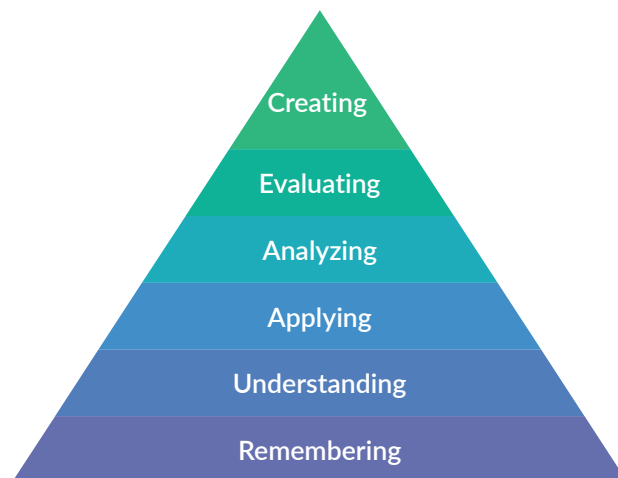 Creating
Evaluating
Analyzing
Applying
Understanding
Remembering